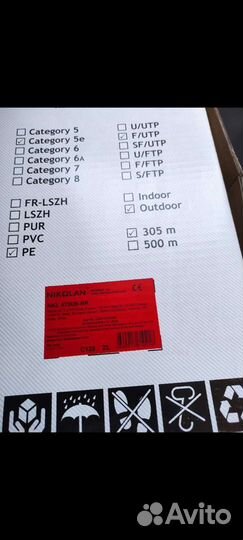 Category 5
Category 5e
Category 6
Category 6A
Category 7
Category 8
U/UTP
F/UTP
SF/UTP
U/FTP
F/FTP
S/FTP
FR-LSZH
LSZH
PUR
PVC
PE
Indoor
Outdoor
305 m
500 m
NIKOLAN
CE
Avito